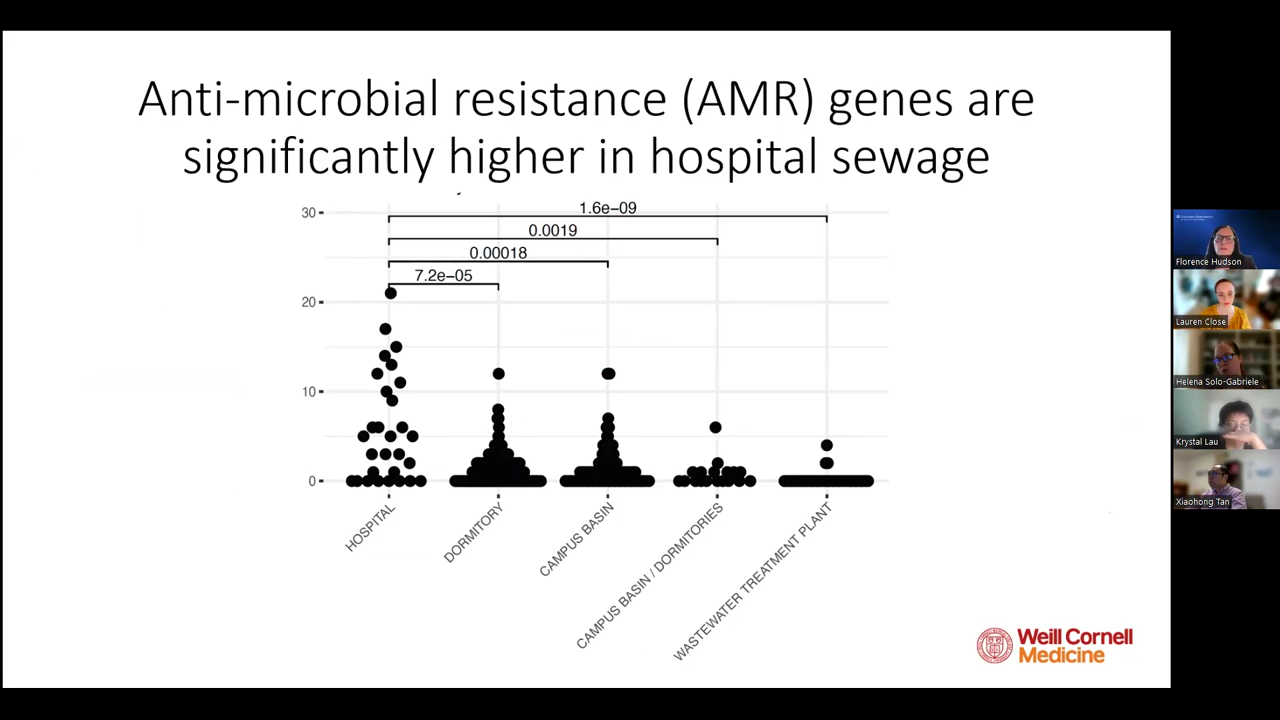 Anti-microbial resistance (AMR) genes are
significantly higher in hospital sewage
30
20
10
0
1.6e−09
0.0019
0.00018
7.2e−05
HOSPITAL
DORMITORY
CAMPUS BASIN
CAMPUS BASIN / DORMITORIES
WASTEWATER TREATMENT PLANT
Weill Cornell
Medicine
Florence Hudson
Lauren Close
Helena Solo-Gabriele
Krystal Lau
Xiaohong Tan